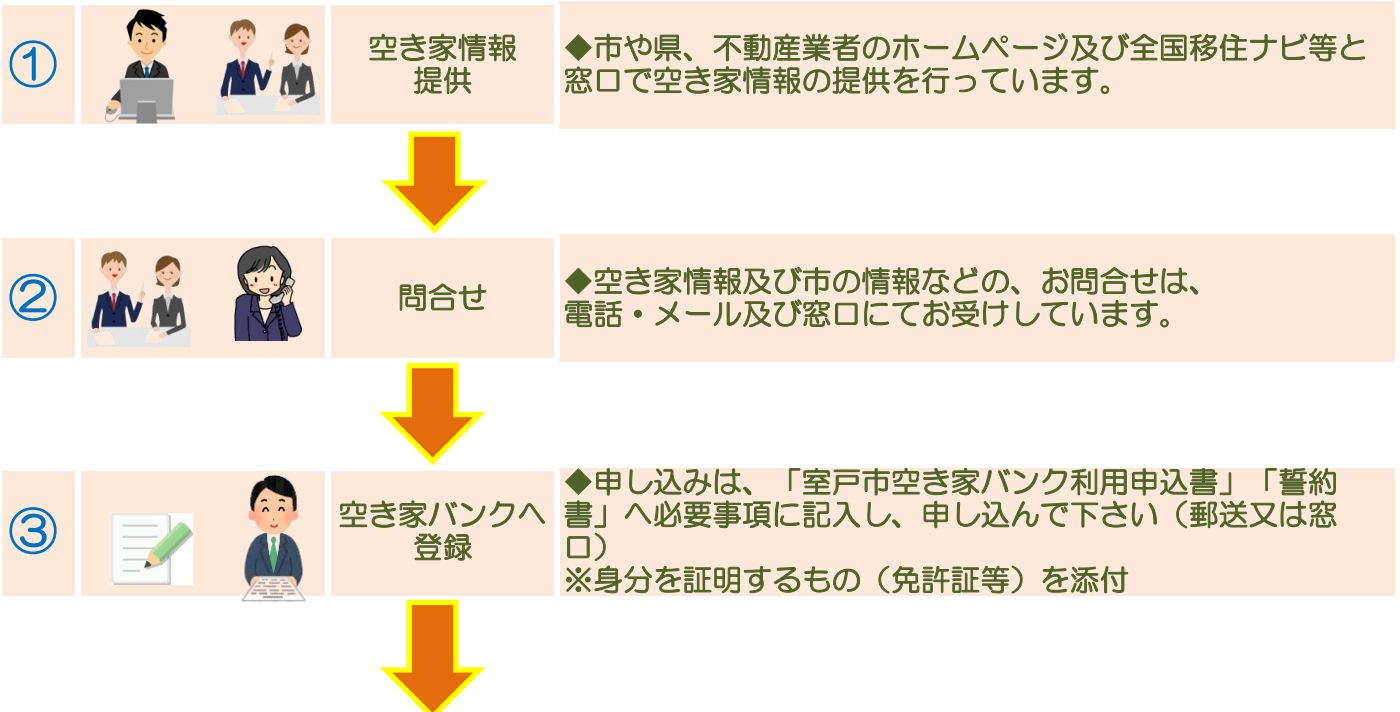 ①
空き家情報
提供
◆市や県、不動産業者のホームページ及び全国移住ナビ等と
窓口で空き家情報の提供を行っています。
②
問合せ
◆空き家情報及び市の情報などの、お問合せは、
電話・メール及び窓口にてお受けしています。
③
空き家バンクへ
登録
◆申し込みは、「室戸市空き家バンク利用申込書」「誓約
書」へ必要事項に記入し、申し込んで下さい（郵送又は窓
口）
※身分を証明するもの（免許証等）を添付